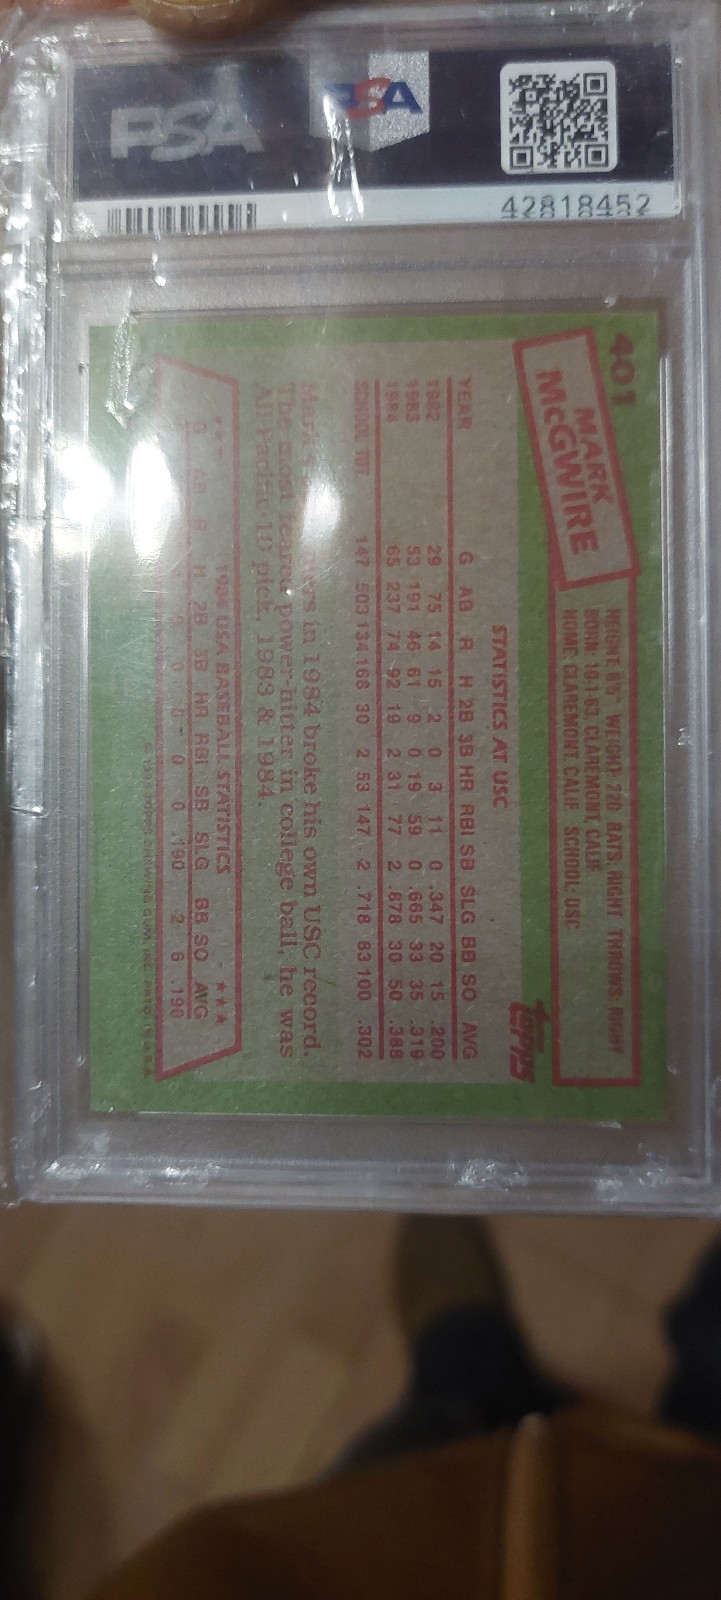 PSA
PSA
42818452
401
MARK
McGWIRE
HEIGHT: 6'5" WEIGHT: 220 BATS: RIGHT THROWS: RIGHT
BORN: 10-1-63, CLAREMONT, CALIF
HOME: CLAREMONT, CALIF SCHOOL: USC
topps
STATISTICS AT USC
YEAR G AB R H 2B 3B HR RBI SB SLG BB SO AVG
1982 29 75 14 15 2 0 3 11 0 .347 20 15 .200
1983 53 191 46 61 9 0 19 59 0 .665 33 35 .319
1984 65 237 74 92 19 2 31 77 2 .878 30 50 .388
SCHOOL TOT. 147 503 134 168 30 2 53 147 2 .718 83 100 .302
Mark's in 1984 broke his own USC record.
The most feared power-hitter in college ball, he was
All Pacific 10 pick, 1983 & 1984.
★★★ 1984 USA BASEBALL STATISTICS ★★★
G AB R H 2B 3B HR RBI SB SLG BB SO AVG
0 0 0 0 .190 2 6 .190
TOPPS CHEWING GUM, INC.